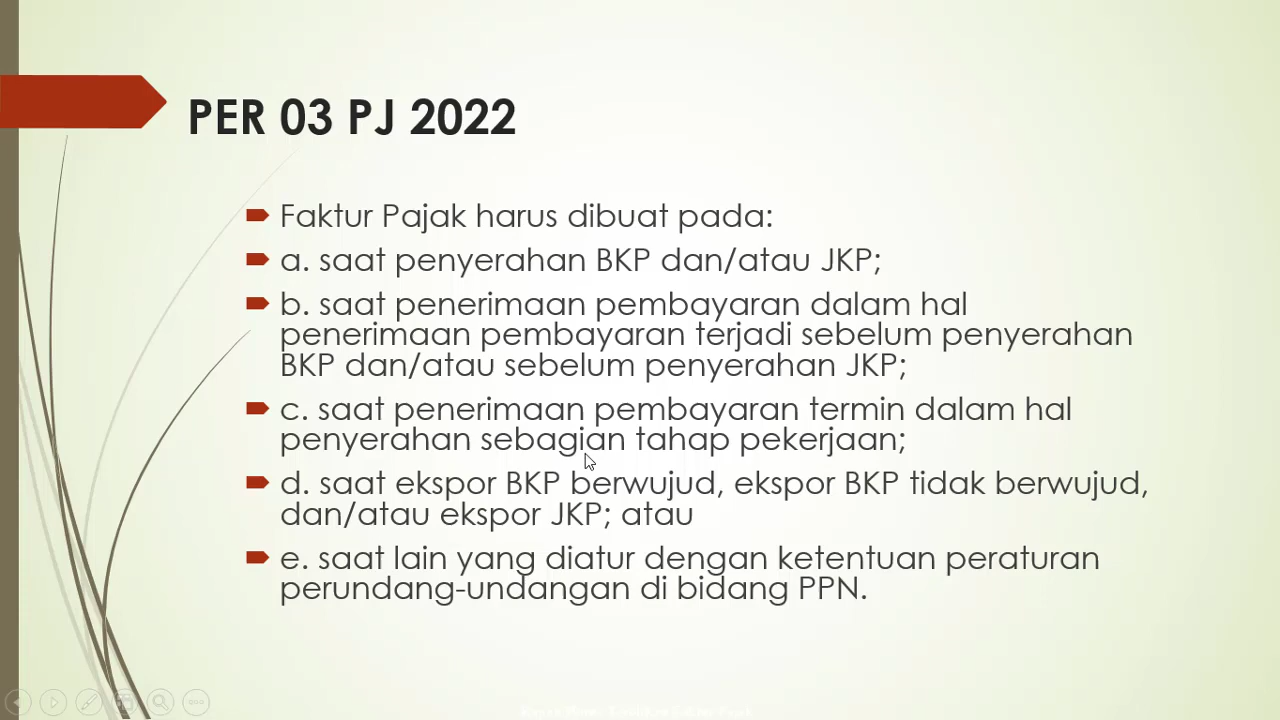 PER 03 PJ 2022
Faktur Pajak harus dibuat pada:
a. saat penyerahan BKP dan/atau JKP;
b. saat penerimaan pembayaran dalam hal
penerimaan pembayaran terjadi sebelum penyerahan
BKP dan/atau sebelum penyerahan JKP;
c. saat penerimaan pembayaran termin dalam hal
penyerahan sebagian tahap pekerjaan;
d. saat ekspor BKP berwujud, ekspor BKP tidak berwujud,
dan/atau ekspor JKP; atau
e. saat lain yang diatur dengan ketentuan peraturan
perundang-undangan di bidang PPN.